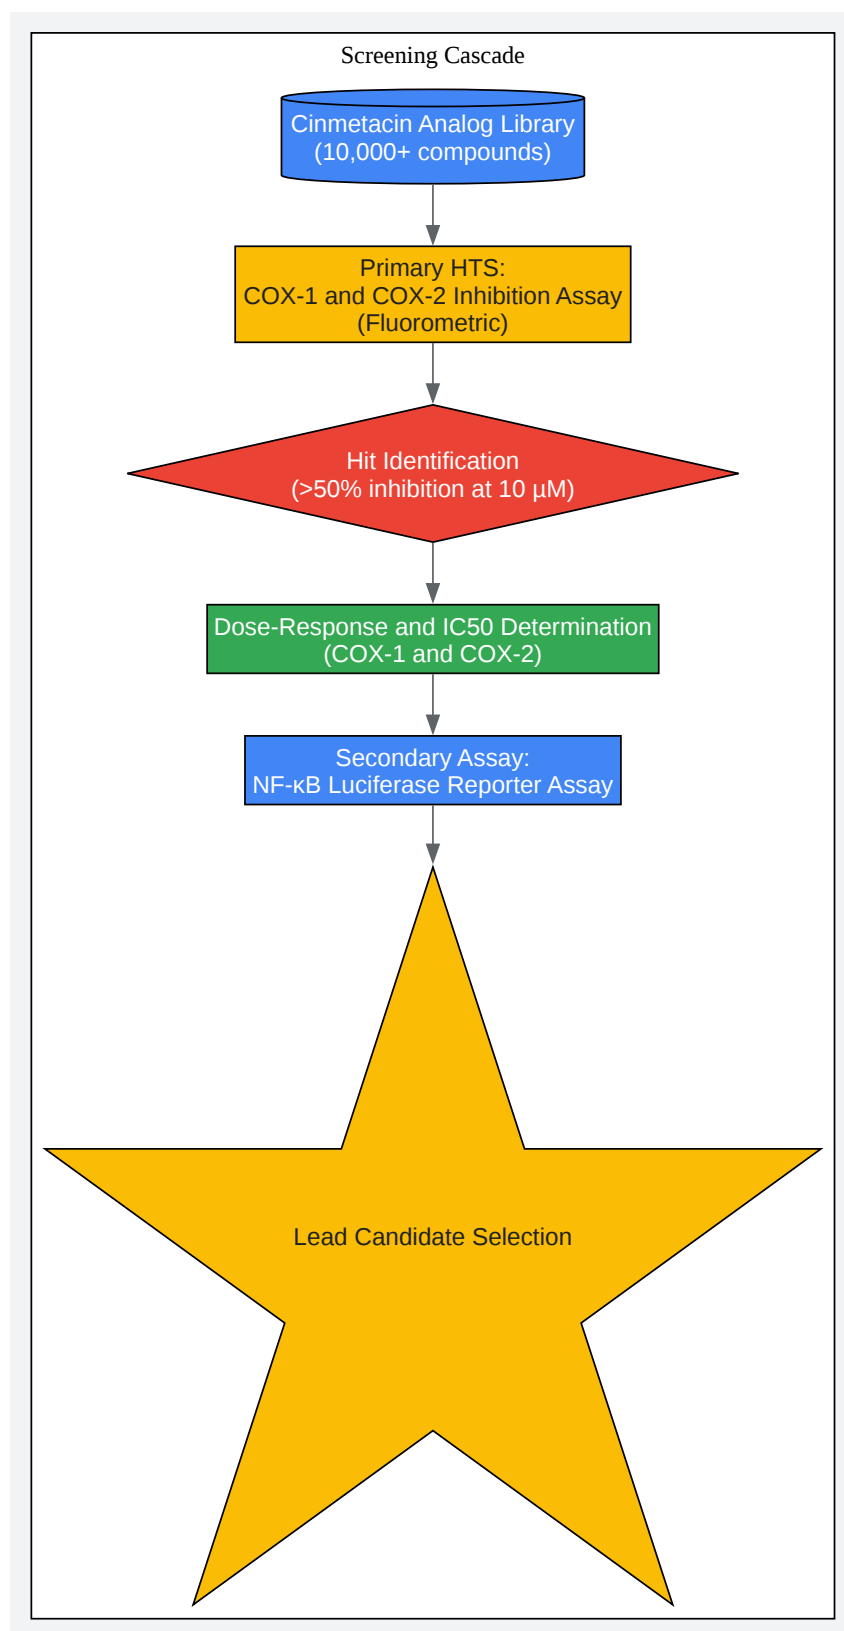 Screening Cascade
Cinmetacin Analog Library
(10,000+ compounds)
Primary HTS:
COX-1 and COX-2 Inhibition Assay
(Fluorometric)
Hit Identification
(>50% inhibition at 10 µM)
Dose-Response and IC50 Determination
(COX-1 and COX-2)
Secondary Assay:
NF-κB Luciferase Reporter Assay
Lead Candidate Selection